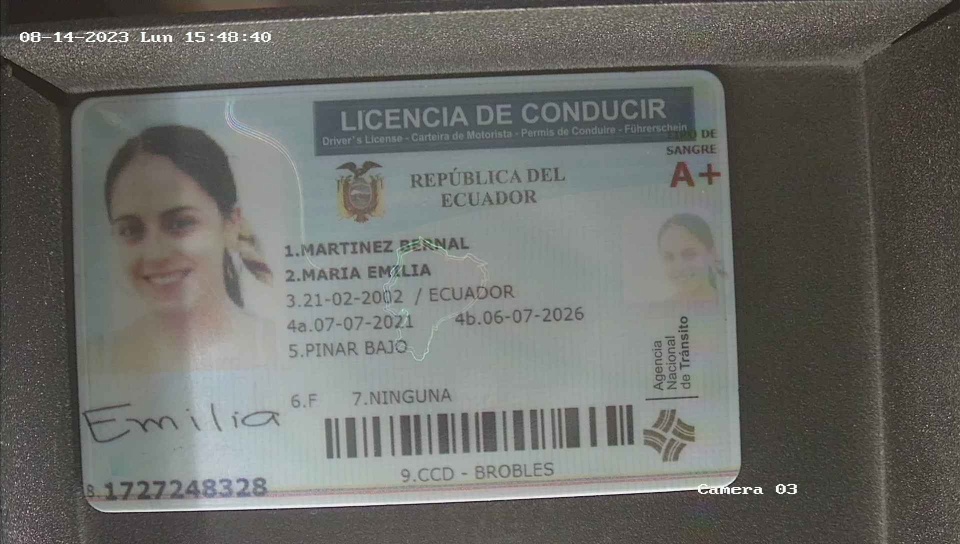 08-14-2023 Lun 15:48:40
LICENCIA DE CONDUCIR
Driver's License - Carteira de Motorista - Permis de Conduire - Führerschein
DE
SANGRE
A+
REPÚBLICA DEL
ECUADOR
1.MARTINEZ BERNAL
2.MARIA EMILIA
3.21-02-2002 / ECUADOR
4a.07-07-2021 4b.06-07-2026
5.PINAR BAJO
Agencia
Nacional
de Tránsito
6.F 7.NINGUNA
Emilia
9.CCD - BROBLES
8 1727248328
Camera 03